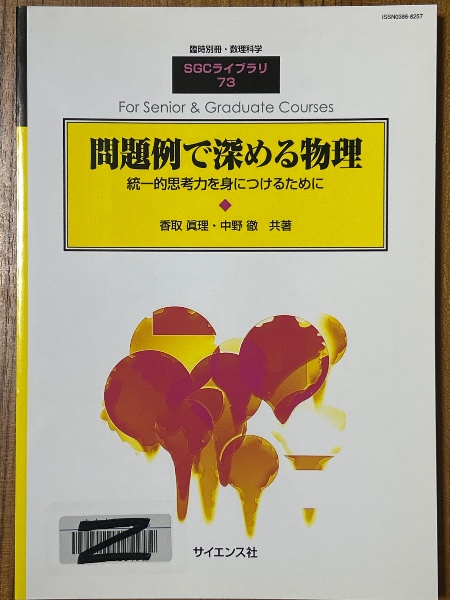 ISSN0386-8257
臨時別冊・数理科学
SGCライブラリ
73
For Senior & Graduate Courses
問題例で深める物理
統一的思考力を身につけるために
香取 眞理・中野 徹 共著
Z
サイエンス社